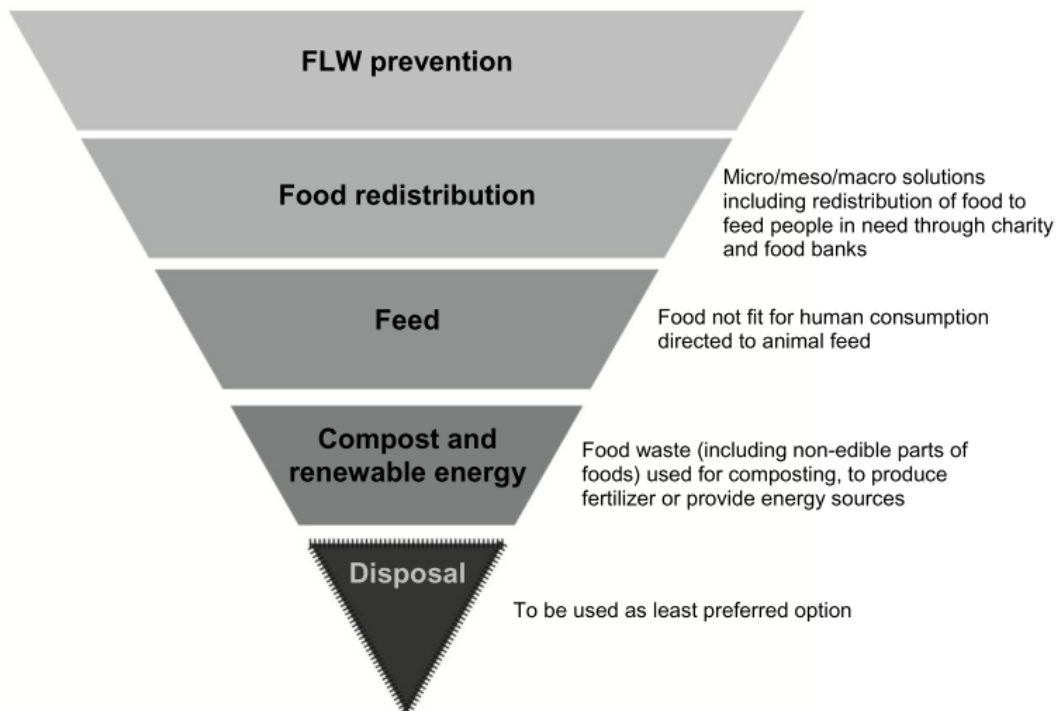 FLW prevention
Food redistribution
Micro/meso/macro solutions
including redistribution of food to
feed people in need through charity
and food banks
Feed
Food not fit for human consumption
directed to animal feed
Compost and
renewable energy
Food waste (including non-edible parts of
foods) used for composting, to produce
fertilizer or provide energy sources
Disposal
To be used as least preferred option